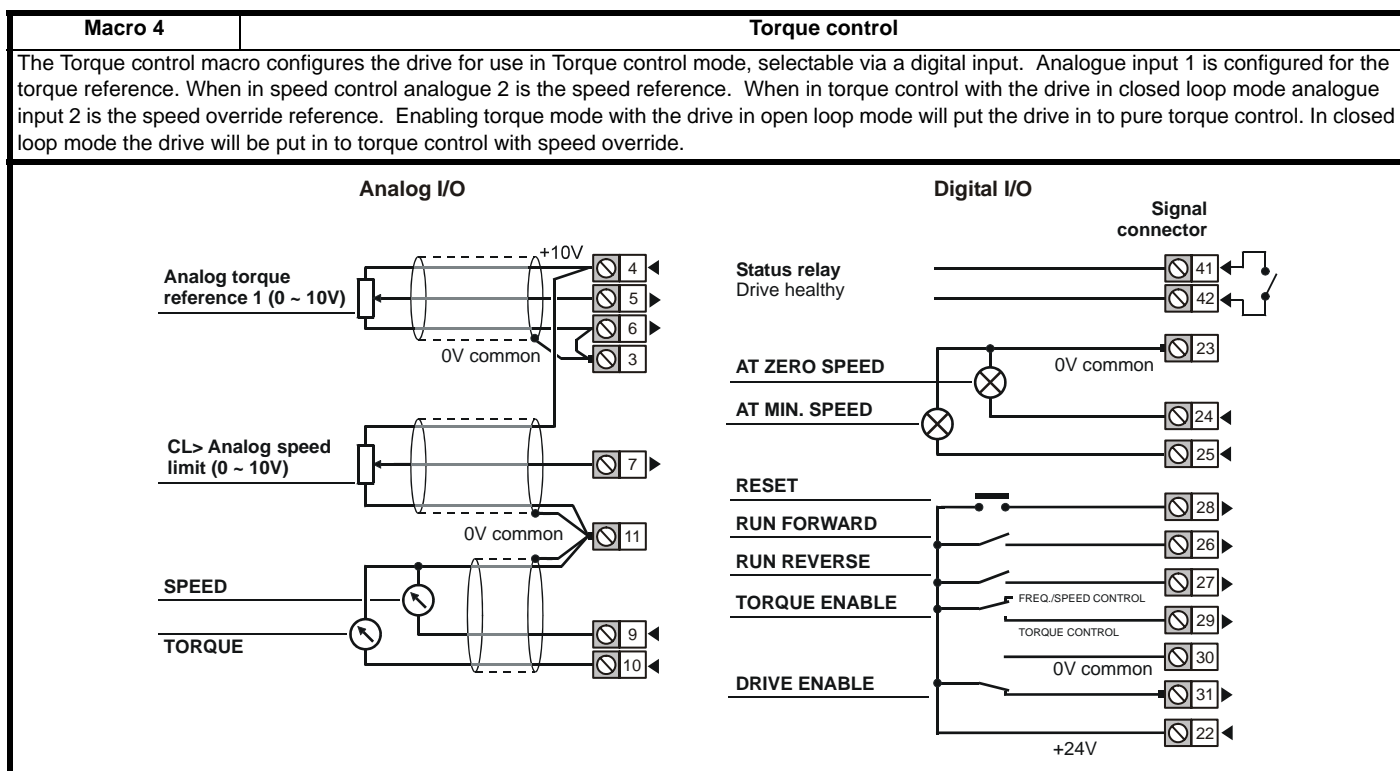 Macro 4 Torque control
The Torque control macro configures the drive for use in Torque control mode, selectable via a digital input. Analogue input 1 is configured for the
torque reference. When in speed control analogue 2 is the speed reference. When in torque control with the drive in closed loop mode analogue
input 2 is the speed override reference. Enabling torque mode with the drive in open loop mode will put the drive in to pure torque control. In closed
loop mode the drive will be put in to torque control with speed override.
Analog I/O
+10V
Analog torque
reference 1 (0 ~ 10V)
4
5
6
3
0V common
CL> Analog speed
limit (0 ~ 10V)
7
0V common
11
SPEED
TORQUE
9
10
Digital I/O
Signal
connector
Status relay
Drive healthy
41
42
23
0V common
AT ZERO SPEED
AT MIN. SPEED
24
25
RESET
28
RUN FORWARD
26
RUN REVERSE
27
TORQUE ENABLE
FREQ./SPEED CONTROL
29
TORQUE CONTROL
30
0V common
DRIVE ENABLE
31
22
+24V